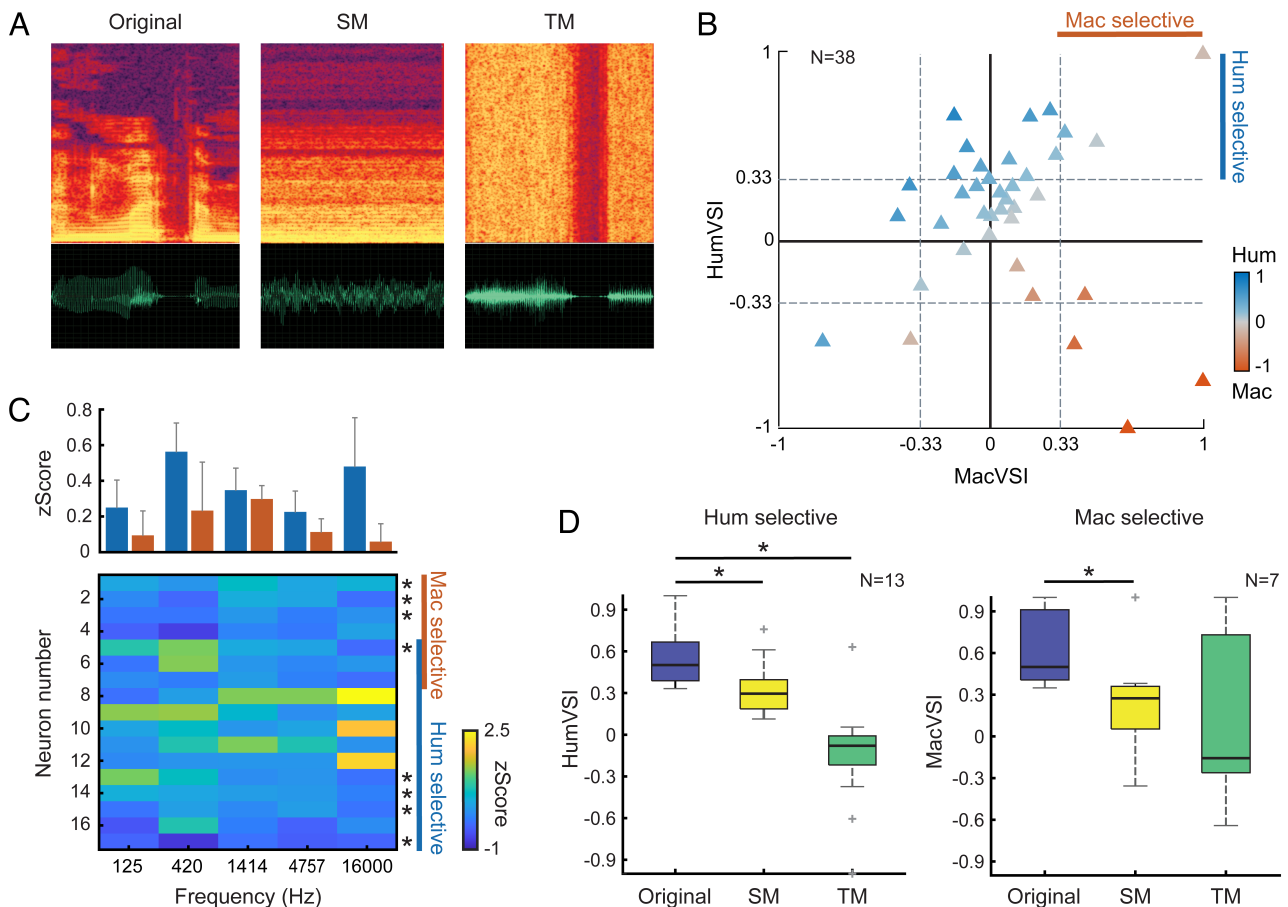 A
Original
SM
TM
B
Mac selective
N=38
Hum selective
1
0.33
0
-0.33
-1
HumVSI
-1
-0.33
0
0.33
1
MacVSI
Hum
1
0
-1
Mac
C
0.8
0.6
0.4
0.2
0
zScore
2
4
6
8
10
12
14
16
Neuron number
*
*
*
*
*
*
*
*
Mac selective
Hum selective
2.5
zScore
-1
125
420
1414
4757
16000
Frequency (Hz)
D
Hum selective
*
*
N=13
0.9
0.6
0.3
0
-0.3
-0.6
-0.9
HumVSI
Original
SM
TM
Mac selective
*
N=7
0.9
0.6
0.3
0
-0.3
-0.6
-0.9
MacVSI
Original
SM
TM